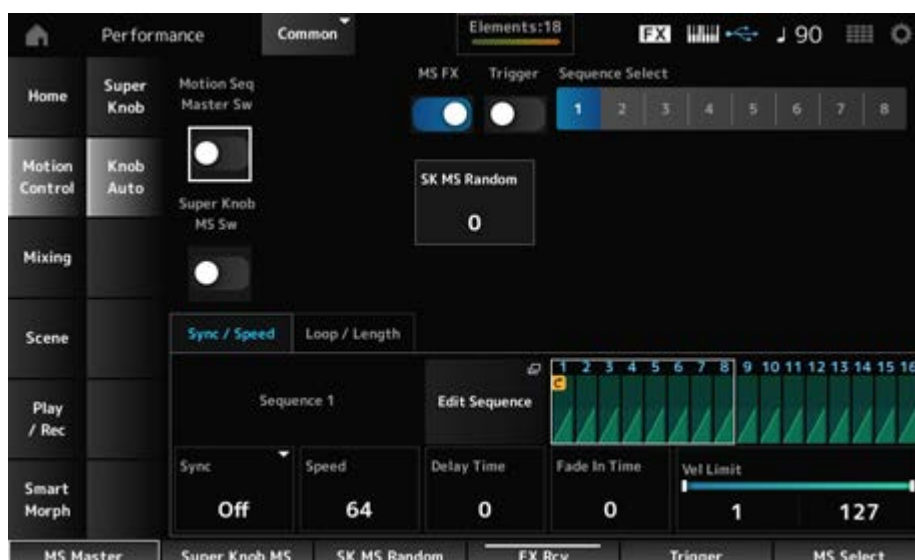 Performance
Common
Elements:18
FX
90
Home
Super
Knob
Motion Seq
Master Sw
MS FX
Trigger
Sequence Select
1 2 3 4 5 6 7 8
Motion
Control
Knob
Auto
SK MS Random
0
Super Knob
MS Sw
Mixing
Scene
Sync / Speed
Loop / Length
Sequence 1
Edit Sequence
1 2 3 4 5 6 7 8 9 10 11 12 13 14 15 16
C
Play
/ Rec
Sync
Off
Speed
64
Delay Time
0
Fade In Time
0
Vel Limit
1
127
Smart
Morph
MS Master
Super Knob MS
SK MS Random
FX Rcv
Trigger
MS Select